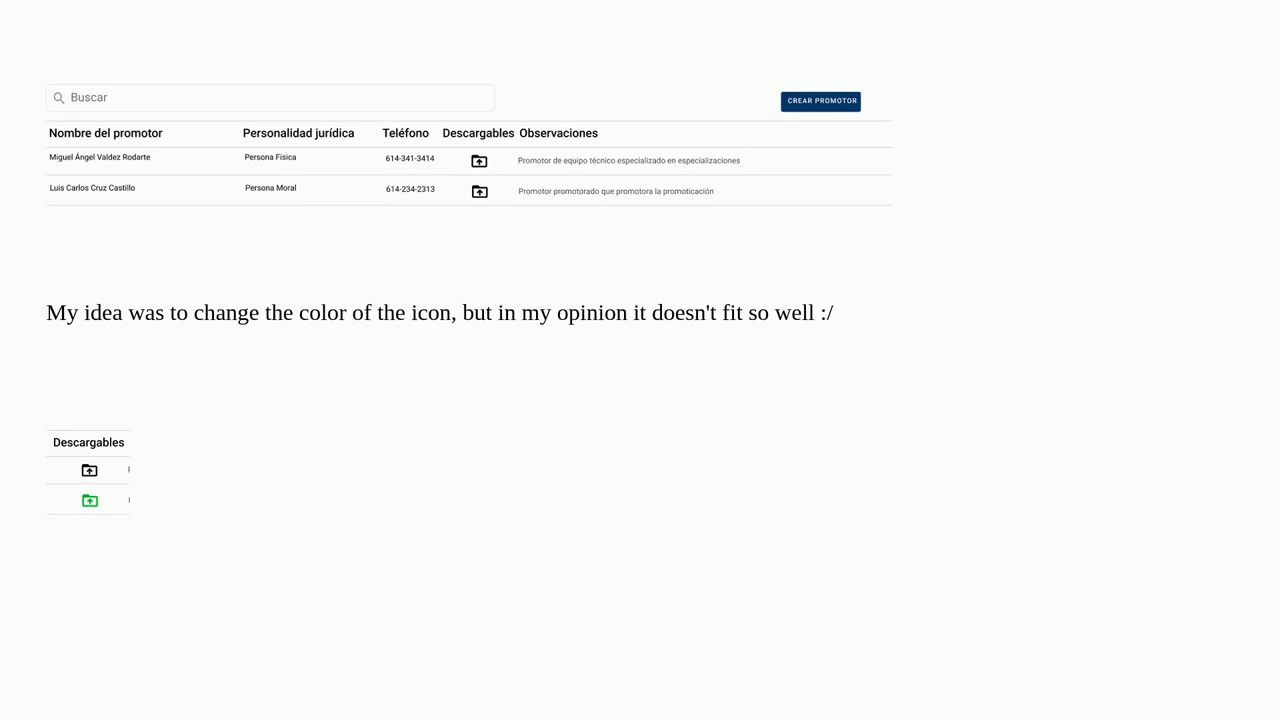 Buscar
CREAR PROMOTOR
Nombre del promotor Personalidad jurídica Teléfono Descargables Observaciones
Miguel Ángel Valdez Rodarte Persona Física 614-341-3414 Promotor de equipo técnico especializado en especializaciones
Luis Carlos Cruz Castillo Persona Moral 614-234-2313 Promotor promotorado que promotora la promoticación
My idea was to change the color of the icon, but in my opinion it doesn't fit so well :/
Descargables